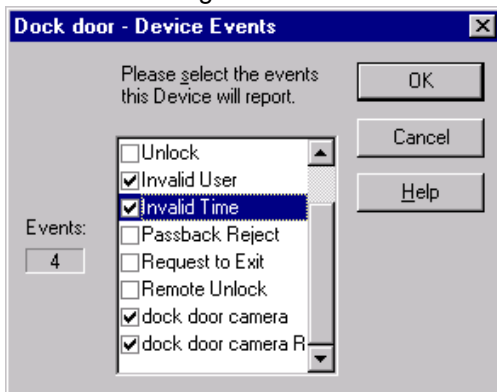 Dock door - Device Events
Please select the events
this Device will report.
OK
Cancel
Help
Unlock
Invalid User
Invalid Time
Passback Reject
Request to Exit
Remote Unlock
dock door camera
dock door camera R
Events:
4